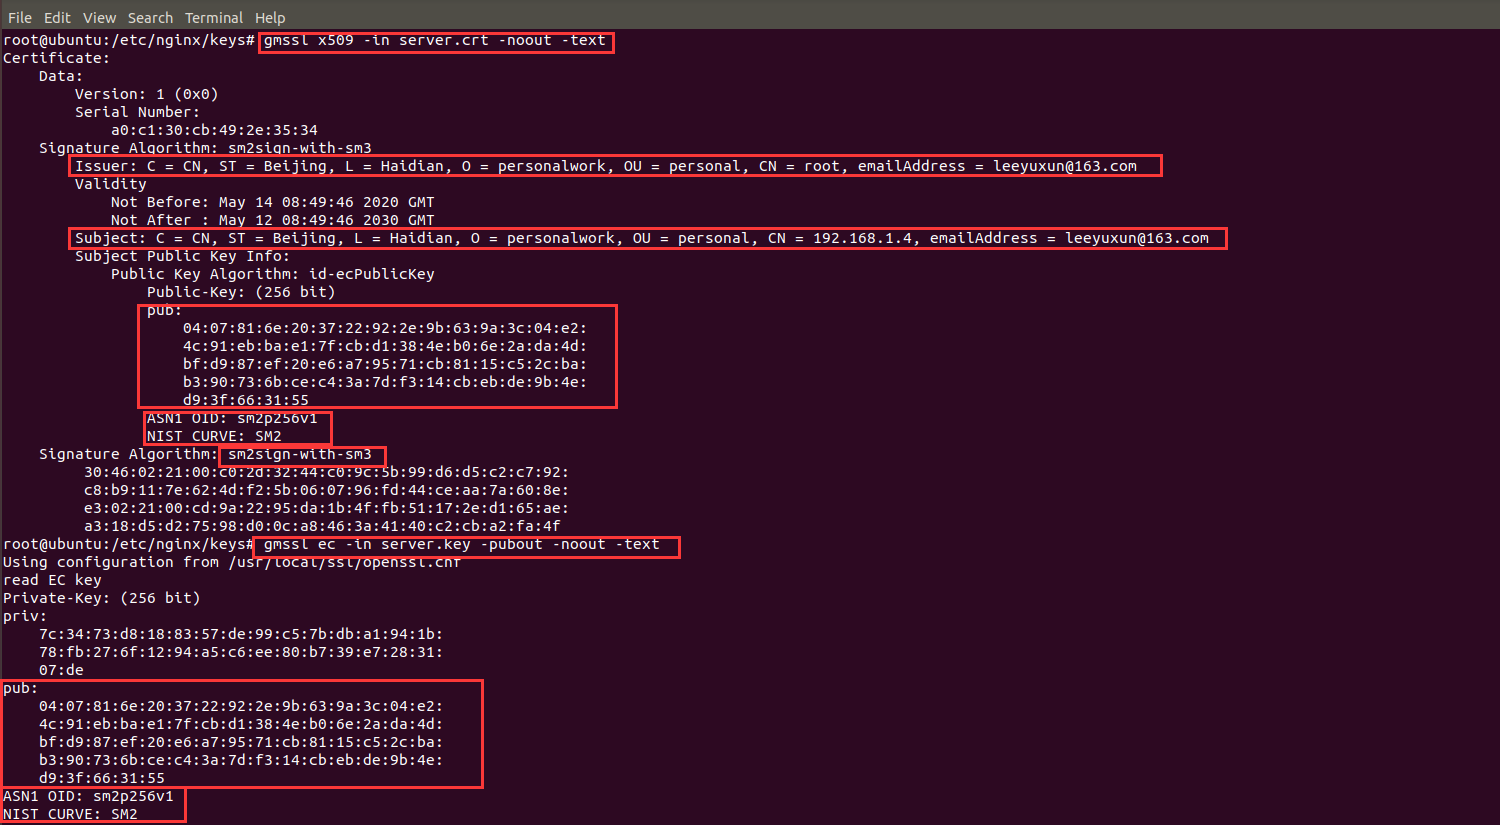 File Edit View Search Terminal Help
root@ubuntu:/etc/nginx/keys# gmssl x509 -in server.crt -noout -text
Certificate:
    Data:
        Version: 1 (0x0)
        Serial Number:
            a0:c1:30:cb:49:2e:35:34
    Signature Algorithm: sm2sign-with-sm3
        Issuer: C = CN, ST = Beijing, L = Haidian, O = personalwork, OU = personal, CN = root, emailAddress = leeyuxun@163.com
        Validity
            Not Before: May 14 08:49:46 2020 GMT
            Not After : May 12 08:49:46 2030 GMT
        Subject: C = CN, ST = Beijing, L = Haidian, O = personalwork, OU = personal, CN = 192.168.1.4, emailAddress = leeyuxun@163.com
        Subject Public Key Info:
            Public Key Algorithm: id-ecPublicKey
                Public-Key: (256 bit)
                pub:
                    04:07:81:6e:20:37:22:92:2e:9b:63:9a:3c:04:e2:
                    4c:91:eb:ba:e1:7f:cb:d1:38:4e:b0:6e:2a:da:4d:
                    bf:d9:87:ef:20:e6:a7:95:71:cb:81:15:c5:2c:ba:
                    b3:90:73:6b:ce:c4:3a:7d:f3:14:cb:eb:de:9b:4e:
                    d9:3f:66:31:55
                ASN1 OID: sm2p256v1
                NIST CURVE: SM2
    Signature Algorithm: sm2sign-with-sm3
         30:46:02:21:00:c0:2d:32:44:c0:9c:5b:99:d6:d5:c2:c7:92:
         c8:b9:11:7e:62:4d:f2:5b:06:07:96:fd:44:ce:aa:7a:60:8e:
         e3:02:21:00:cd:9a:22:95:da:1b:4f:fb:51:17:2e:d1:65:ae:
         a3:18:d5:d2:75:98:d0:0c:a8:46:3a:41:40:c2:cb:a2:fa:4f
root@ubuntu:/etc/nginx/keys# gmssl ec -in server.key -pubout -noout -text
Using configuration from /usr/local/ssl/openssl.cnf
read EC key
Private-Key: (256 bit)
priv:
    7c:34:73:d8:18:83:57:de:99:c5:7b:db:a1:94:1b:
    78:fb:27:6f:12:94:a5:c6:ee:80:b7:39:e7:28:31:
    07:de
pub:
    04:07:81:6e:20:37:22:92:2e:9b:63:9a:3c:04:e2:
    4c:91:eb:ba:e1:7f:cb:d1:38:4e:b0:6e:2a:da:4d:
    bf:d9:87:ef:20:e6:a7:95:71:cb:81:15:c5:2c:ba:
    b3:90:73:6b:ce:c4:3a:7d:f3:14:cb:eb:de:9b:4e:
    d9:3f:66:31:55
ASN1 OID: sm2p256v1
NIST CURVE: SM2